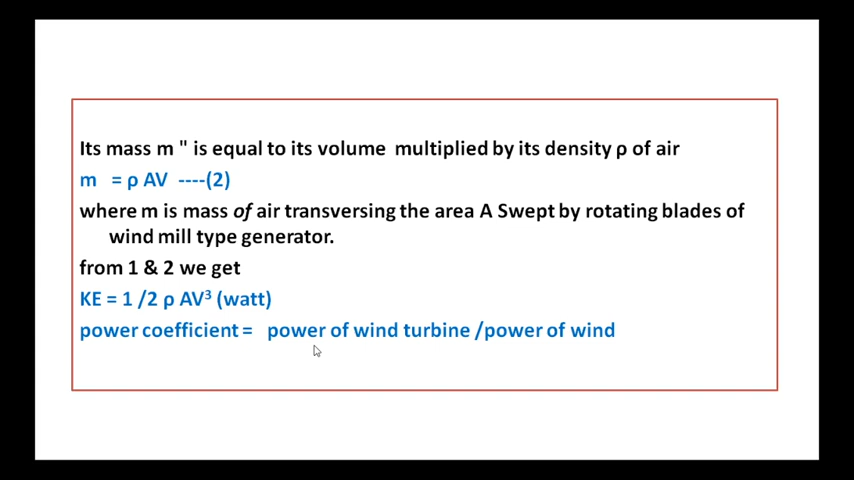 Its mass m " is equal to its volume multiplied by its density ρ of air
m = ρ AV ----(2)
where m is mass of air transversing the area A Swept by rotating blades of
wind mill type generator.
from 1 & 2 we get
KE = 1 /2 ρ AV³ (watt)
power coefficient = power of wind turbine /power of wind